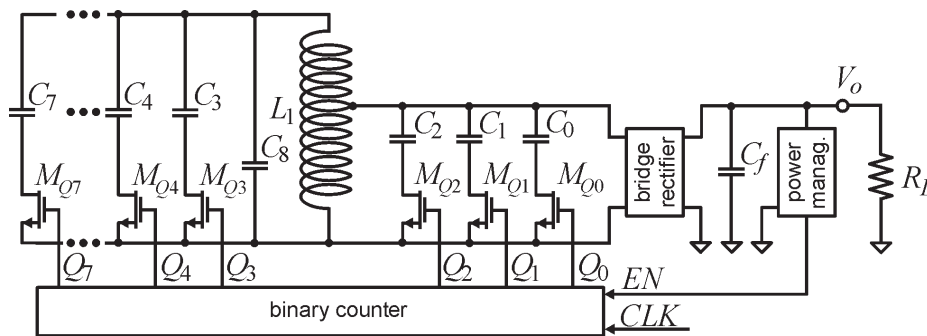 C7
C4
C3
C8
L1
C2
C1
C0
MQ7
MQ4
MQ3
MQ2
MQ1
MQ0
bridge rectifier
Cf
power manag.
Vo
Q7
Q4
Q3
Q2
Q1
Q0
EN
binary counter
CLK